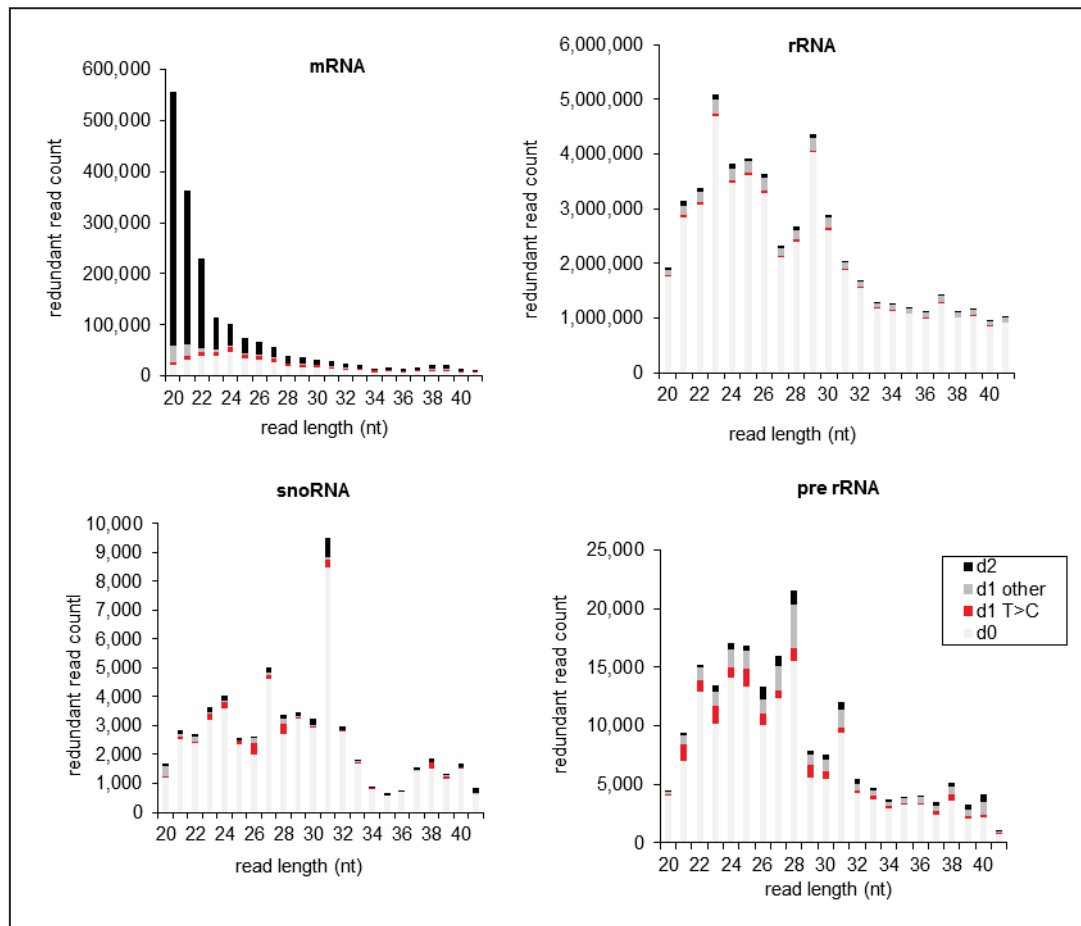 mRNA
600,000
500,000
400,000
300,000
200,000
100,000
0
redundant read count
20 22 24 26 28 30 32 34 36 38 40
read length (nt)
rRNA
6,000,000
5,000,000
4,000,000
3,000,000
2,000,000
1,000,000
0
redundant read count
20 22 24 26 28 30 32 34 36 38 40
read length (nt)
snoRNA
10,000
9,000
8,000
7,000
6,000
5,000
4,000
3,000
2,000
1,000
0
redundant read countl
20 22 24 26 28 30 32 34 36 38 40
read length (nt)
pre rRNA
25,000
20,000
15,000
10,000
5,000
0
redundant read count
20 22 24 26 28 30 32 34 36 38 40
read length (nt)
d2
d1 other
d1 T>C
d0